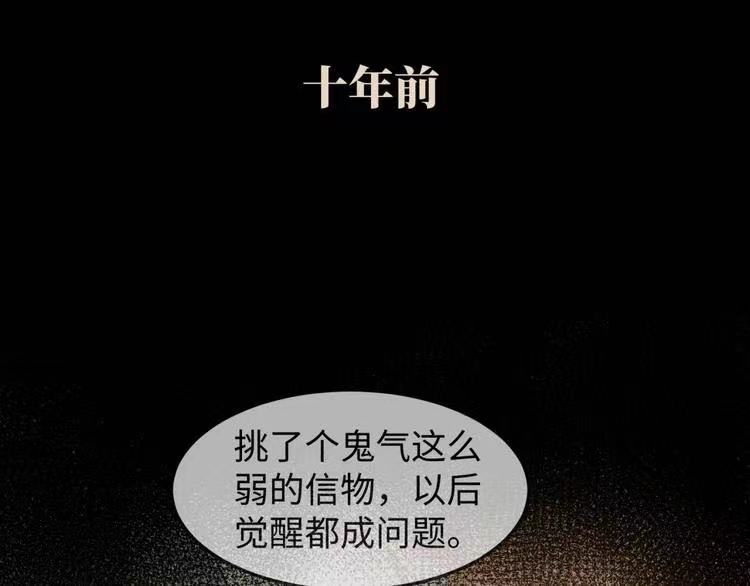 十年前
挑了个鬼气这么
弱的信物，以后
觉醒都成问题。